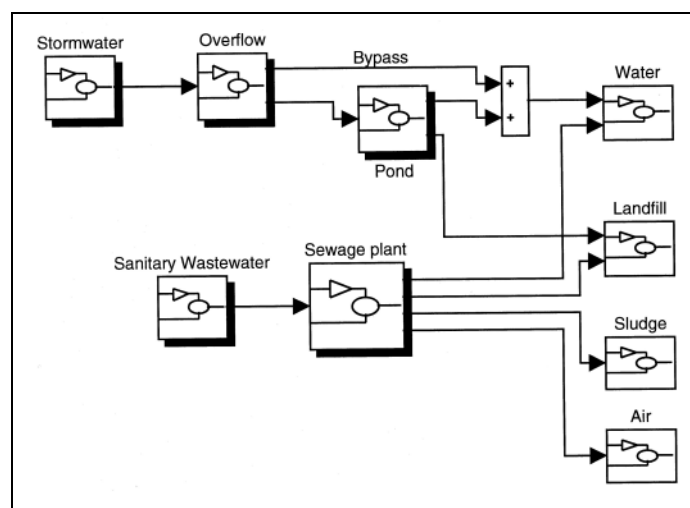 Stormwater
Overflow
Bypass
Water
+
+
Pond
Landfill
Sanitary Wastewater
Sewage plant
Sludge
Air